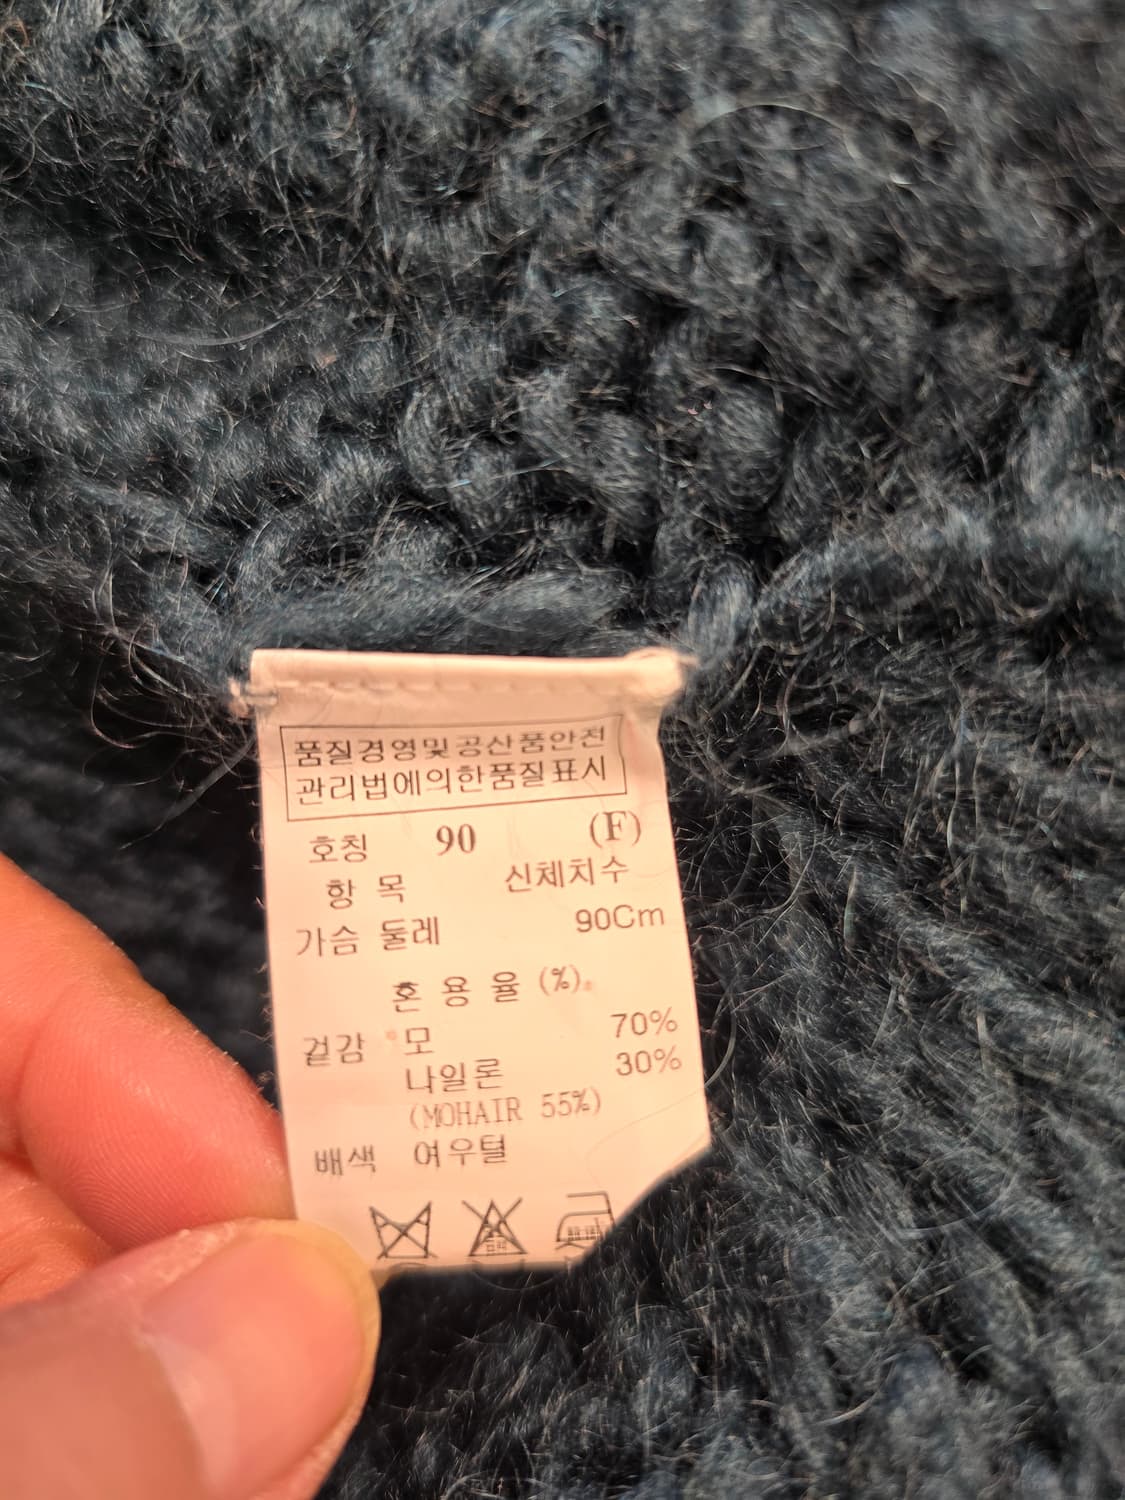 품질경영및공산품안전
관리법에의한품질표시
호칭 90 (F)
항 목 신체치수
가슴 둘레 90Cm
혼 용 율 (%)
겉감 모 70%
나일론 30%
(MOHAIR 55%)
배색 여우털